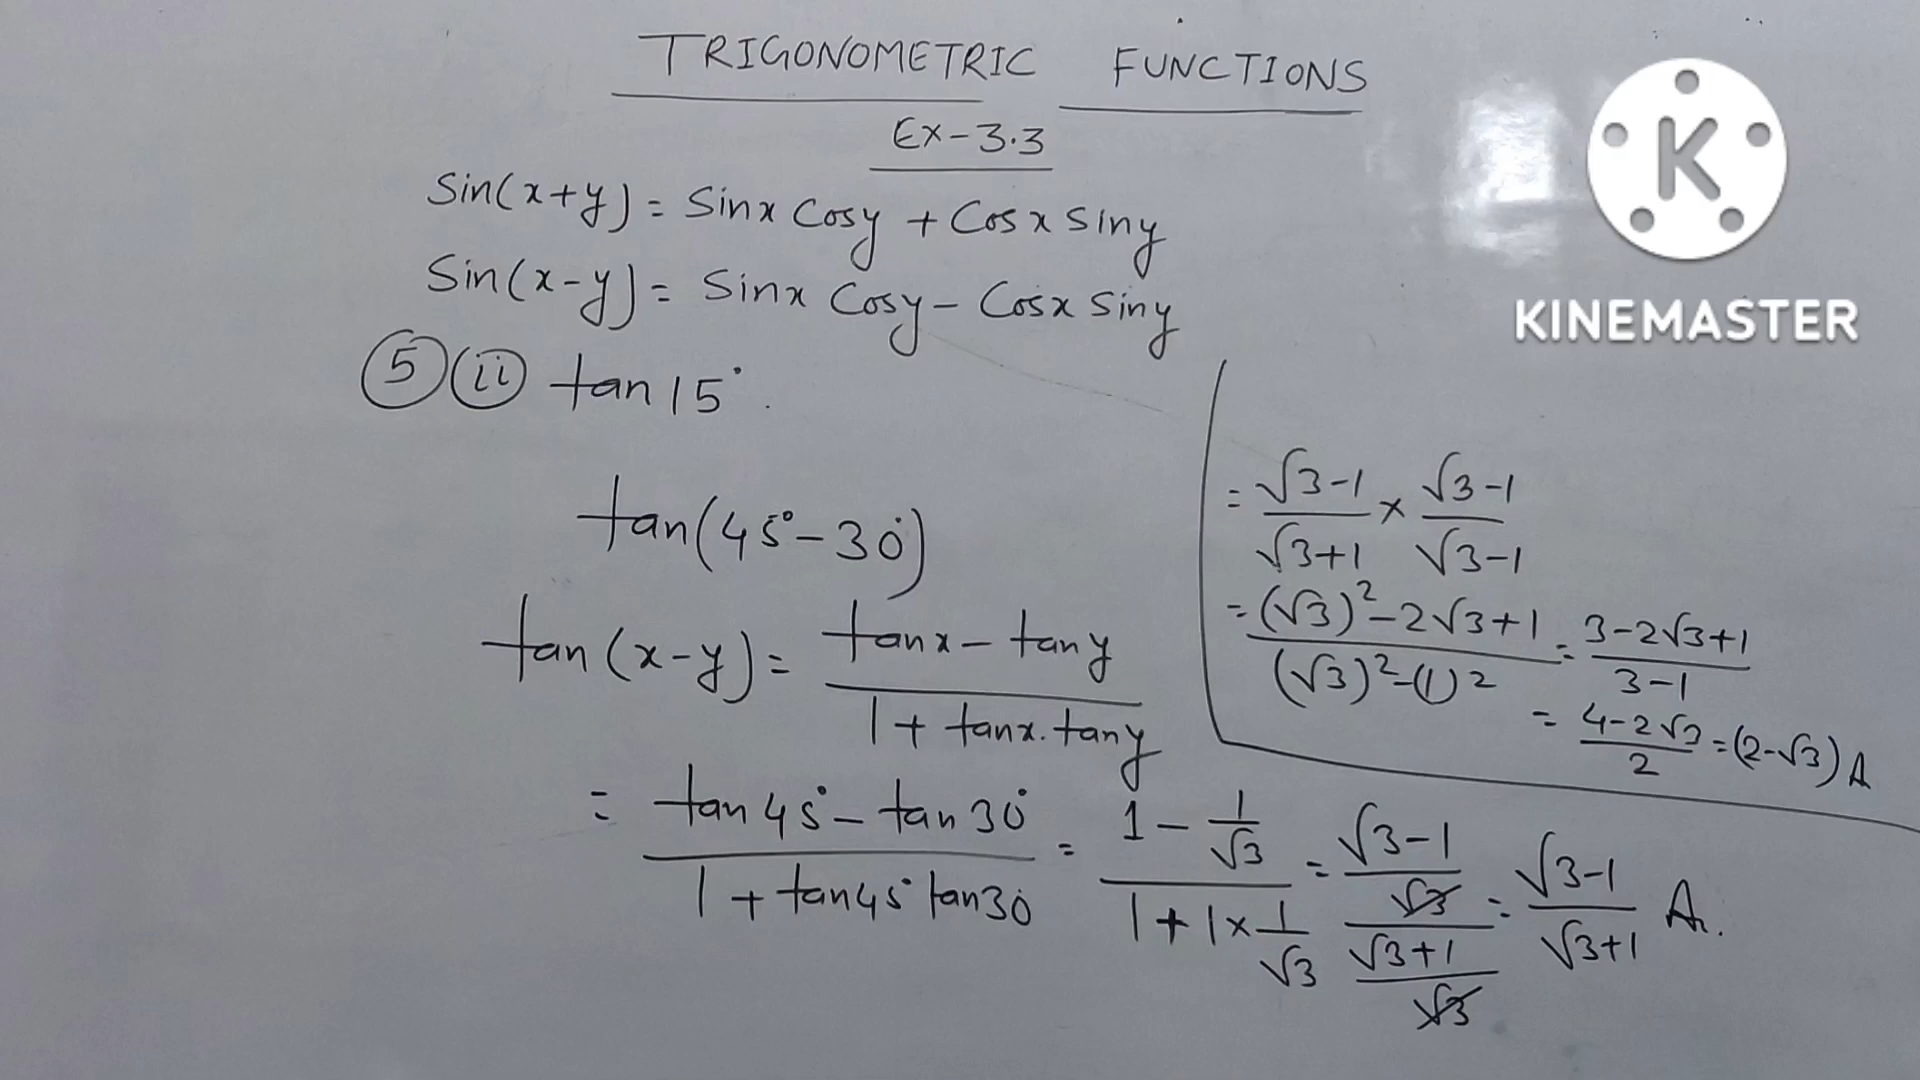 TRIGONOMETRIC FUNCTIONS
Ex-3.3
Sin(x+y) = Sinx Cosy + Cosx Siny
Sin(x-y) = Sinx Cosy - Cosx Siny
5 (ii) tan 15°
tan(45°-30°)
tan(x-y) = (tanx - tany)/(1 + tanx.tany)
= (tan45° - tan30°)/(1 + tan45° tan30°) = (1 - 1/√3)/(1 + 1×1/√3) = ((√3-1)/√3)/((√3+1)/√3) = (√3-1)/(√3+1) A.
= (√3-1)/(√3+1) × (√3-1)/(√3-1)
= ((√3)²-2√3+1)/((√3)²-(1)²) = (3-2√3+1)/(3-1)
= (4-2√3)/2 = (2-√3) A
K
KINEMASTER